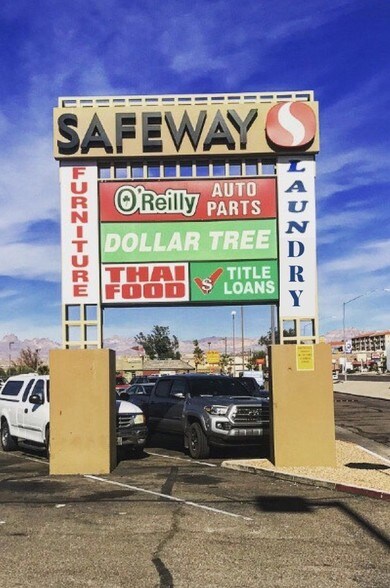 SAFEWAY S
FURNITURE
O'Reilly AUTO PARTS
DOLLAR TREE
THAI FOOD
$ TITLE LOANS
LAUNDRY